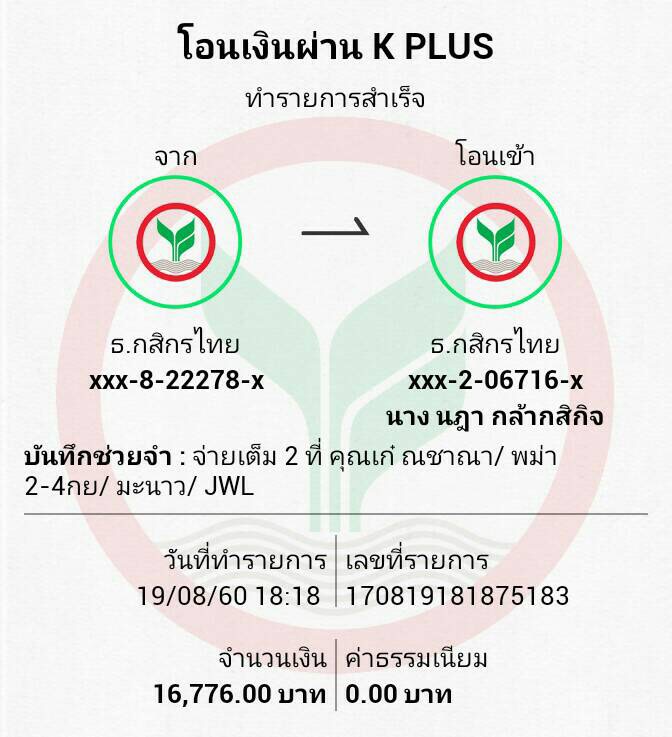 โอนเงินผ่าน K PLUS
ทำรายการสำเร็จ
จาก
โอนเข้า
ธ.กสิกรไทย
xxx-8-22278-x
ธ.กสิกรไทย
xxx-2-06716-x
นาง นฎา กล้ากสิกิจ
บันทึกช่วยจำ : จ่ายเต็ม 2 ที่ คุณเก๋ ณชาณา/ พม่า
2-4กย/ มะนาว/ JWL
วันที่ทำรายการ
19/08/60 18:18
เลขที่รายการ
170819181875183
จำนวนเงิน
16,776.00 บาท
ค่าธรรมเนียม
0.00 บาท